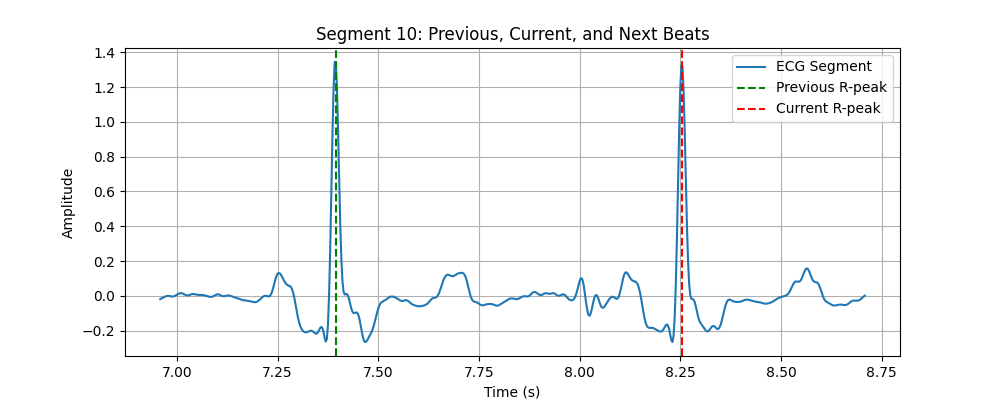 Segment 10: Previous, Current, and Next Beats
ECG Segment
Previous R-peak
Current R-peak
1.4
1.2
1.0
0.8
0.6
0.4
0.2
0.0
−0.2
Amplitude
7.00 7.25 7.50 7.75 8.00 8.25 8.50 8.75
Time (s)